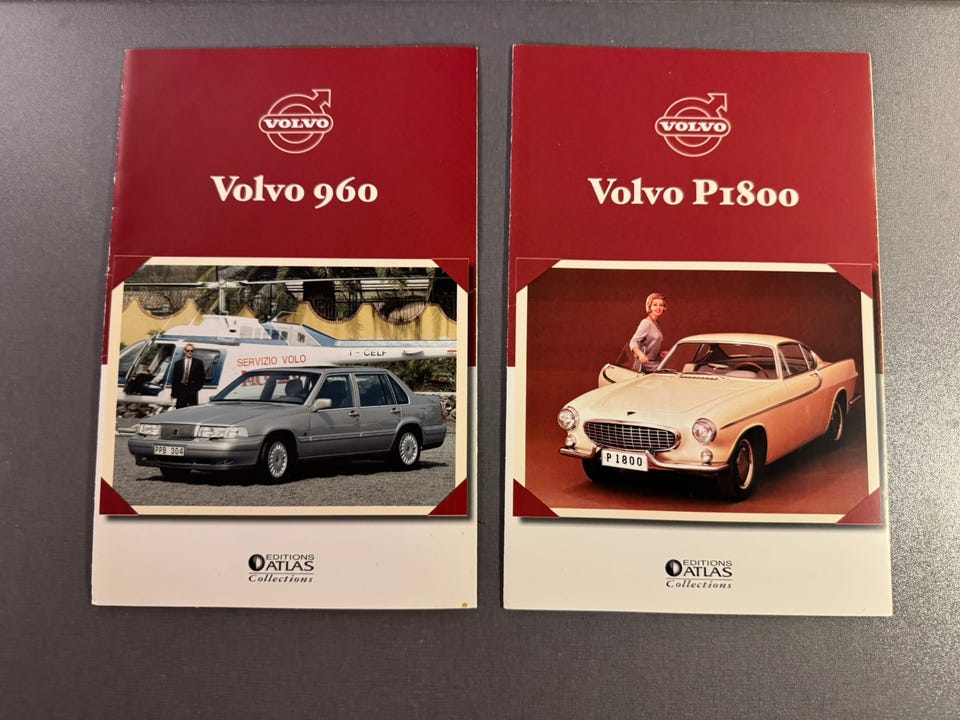 VOLVO
Volvo 960
SERVIZIO VOLO
PPB 304
EDITIONS
ATLAS
Collections
VOLVO
Volvo P1800
P 1800
EDITIONS
ATLAS
Collections